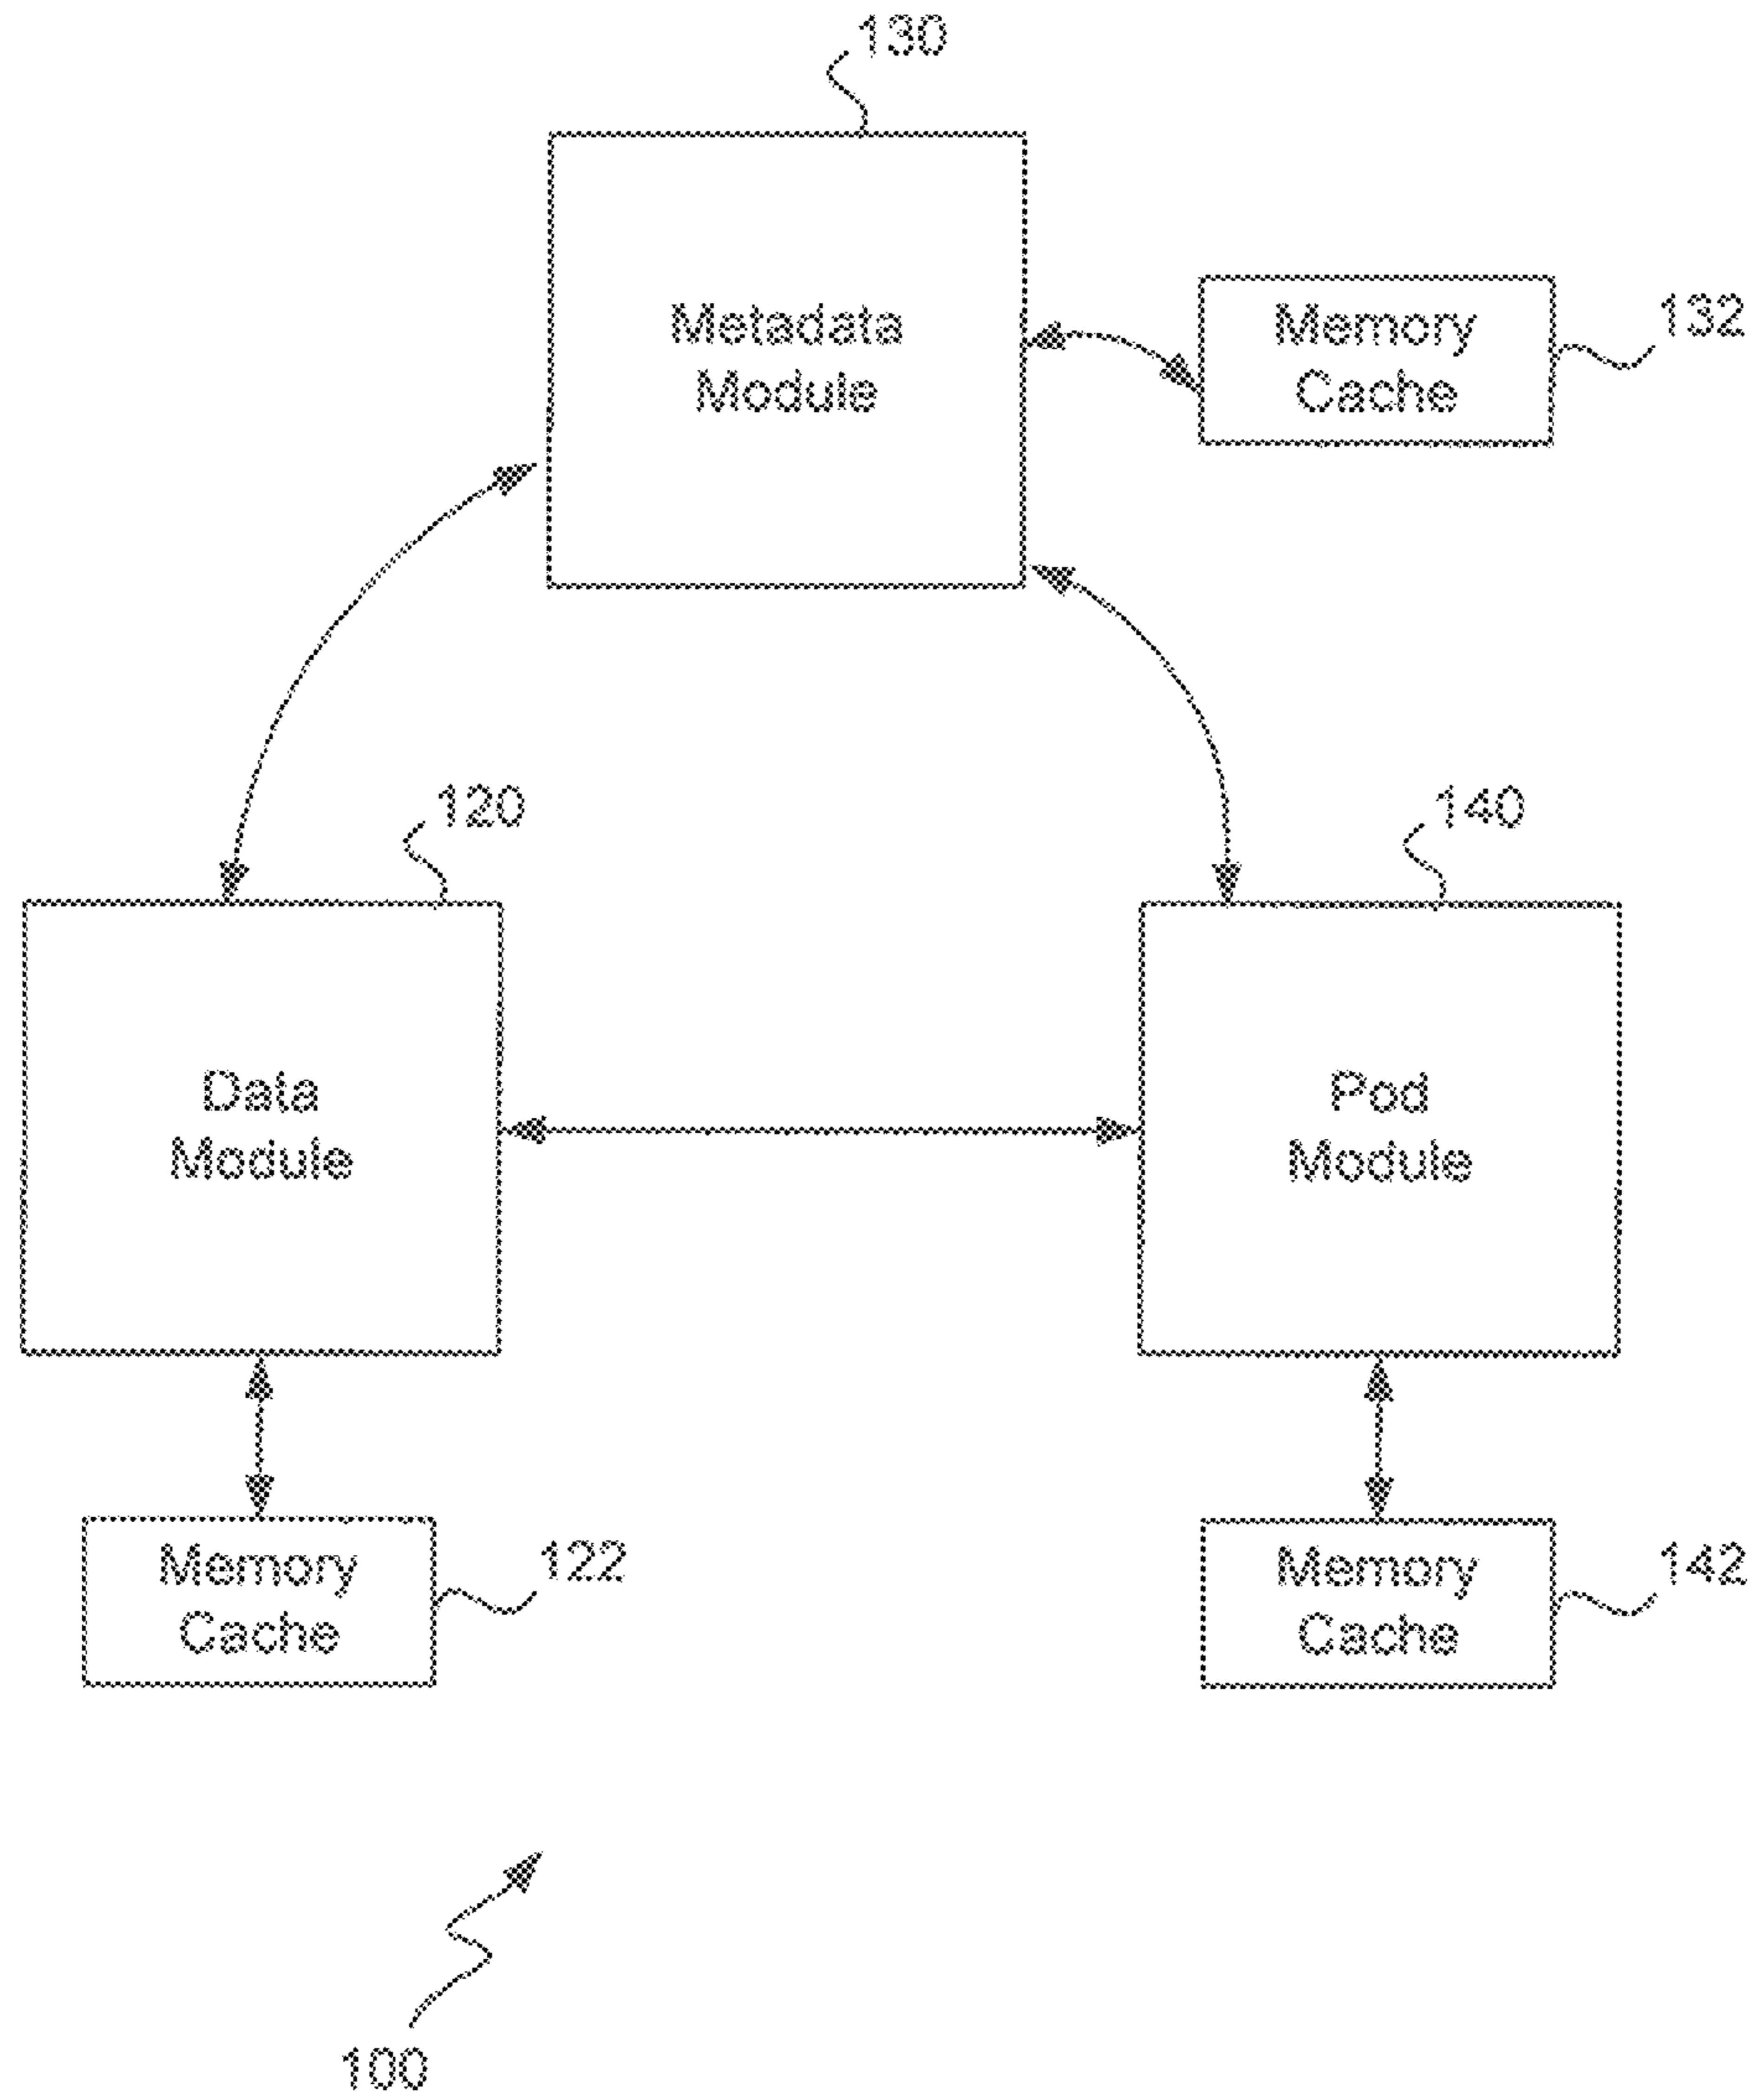 130
Metadata
Module
Memory
Cache
132
120
140
Data
Module
Pod
Module
Memory
Cache
122
Memory
Cache
142
100